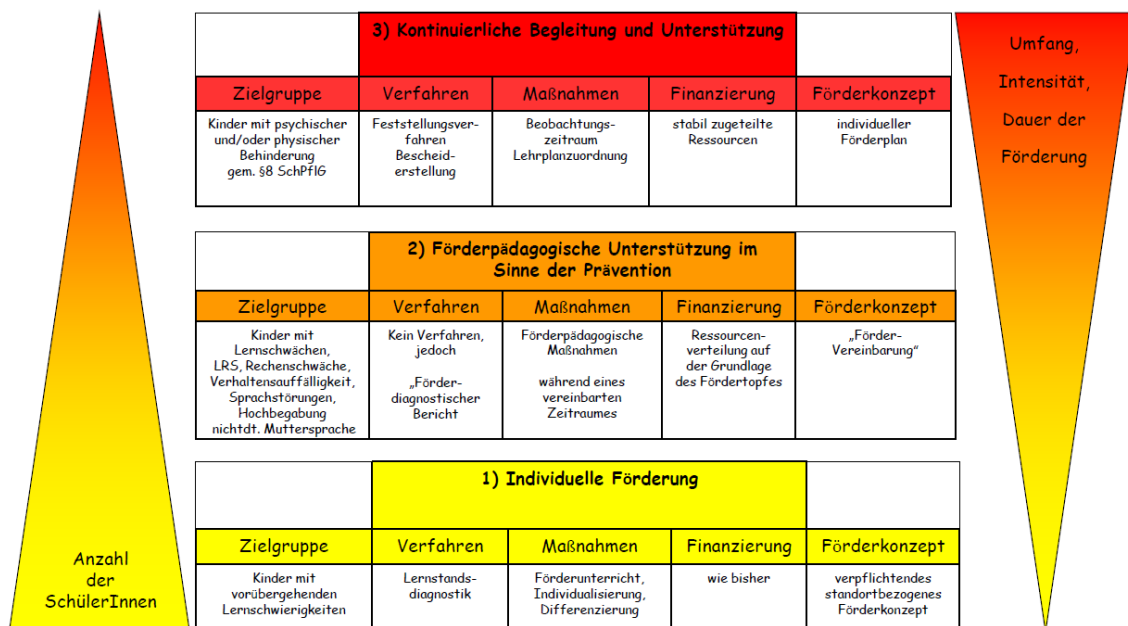 3) Kontinuierliche Begleitung und Unterstützung
Zielgruppe
Verfahren
Maßnahmen
Finanzierung
Förderkonzept
Kinder mit psychischer
und/oder physischer
Behinderung
gem. §8 SchPflG
Feststellungsver-
fahren
Bescheid-
erstellung
Beobachtungs-
zeitraum
Lehrplanzuordnung
stabil zugeteilte
Ressourcen
individueller
Förderplan
2) Förderpädagogische Unterstützung im
Sinne der Prävention
Zielgruppe
Verfahren
Maßnahmen
Finanzierung
Förderkonzept
Kinder mit
Lernschwächen,
LRS, Rechenschwäche,
Verhaltensauffälligkeit,
Sprachstörungen,
Hochbegabung
nichtdt. Muttersprache
Kein Verfahren,
jedoch
„Förder-
diagnostischer
Bericht
Förderpädagogische
Maßnahmen
während eines
vereinbarten
Zeitraumes
Ressourcen-
verteilung auf
der Grundlage
des Fördertopfes
„Förder-
Vereinbarung“
1) Individuelle Förderung
Zielgruppe
Verfahren
Maßnahmen
Finanzierung
Förderkonzept
Kinder mit
vorübergehenden
Lernschwierigkeiten
Lernstands-
diagnostik
Förderunterricht,
Individualisierung,
Differenzierung
wie bisher
verpflichtendes
standortbezogenes
Förderkonzept
Anzahl
der
SchülerInnen
Umfang,
Intensität,
Dauer der
Förderung